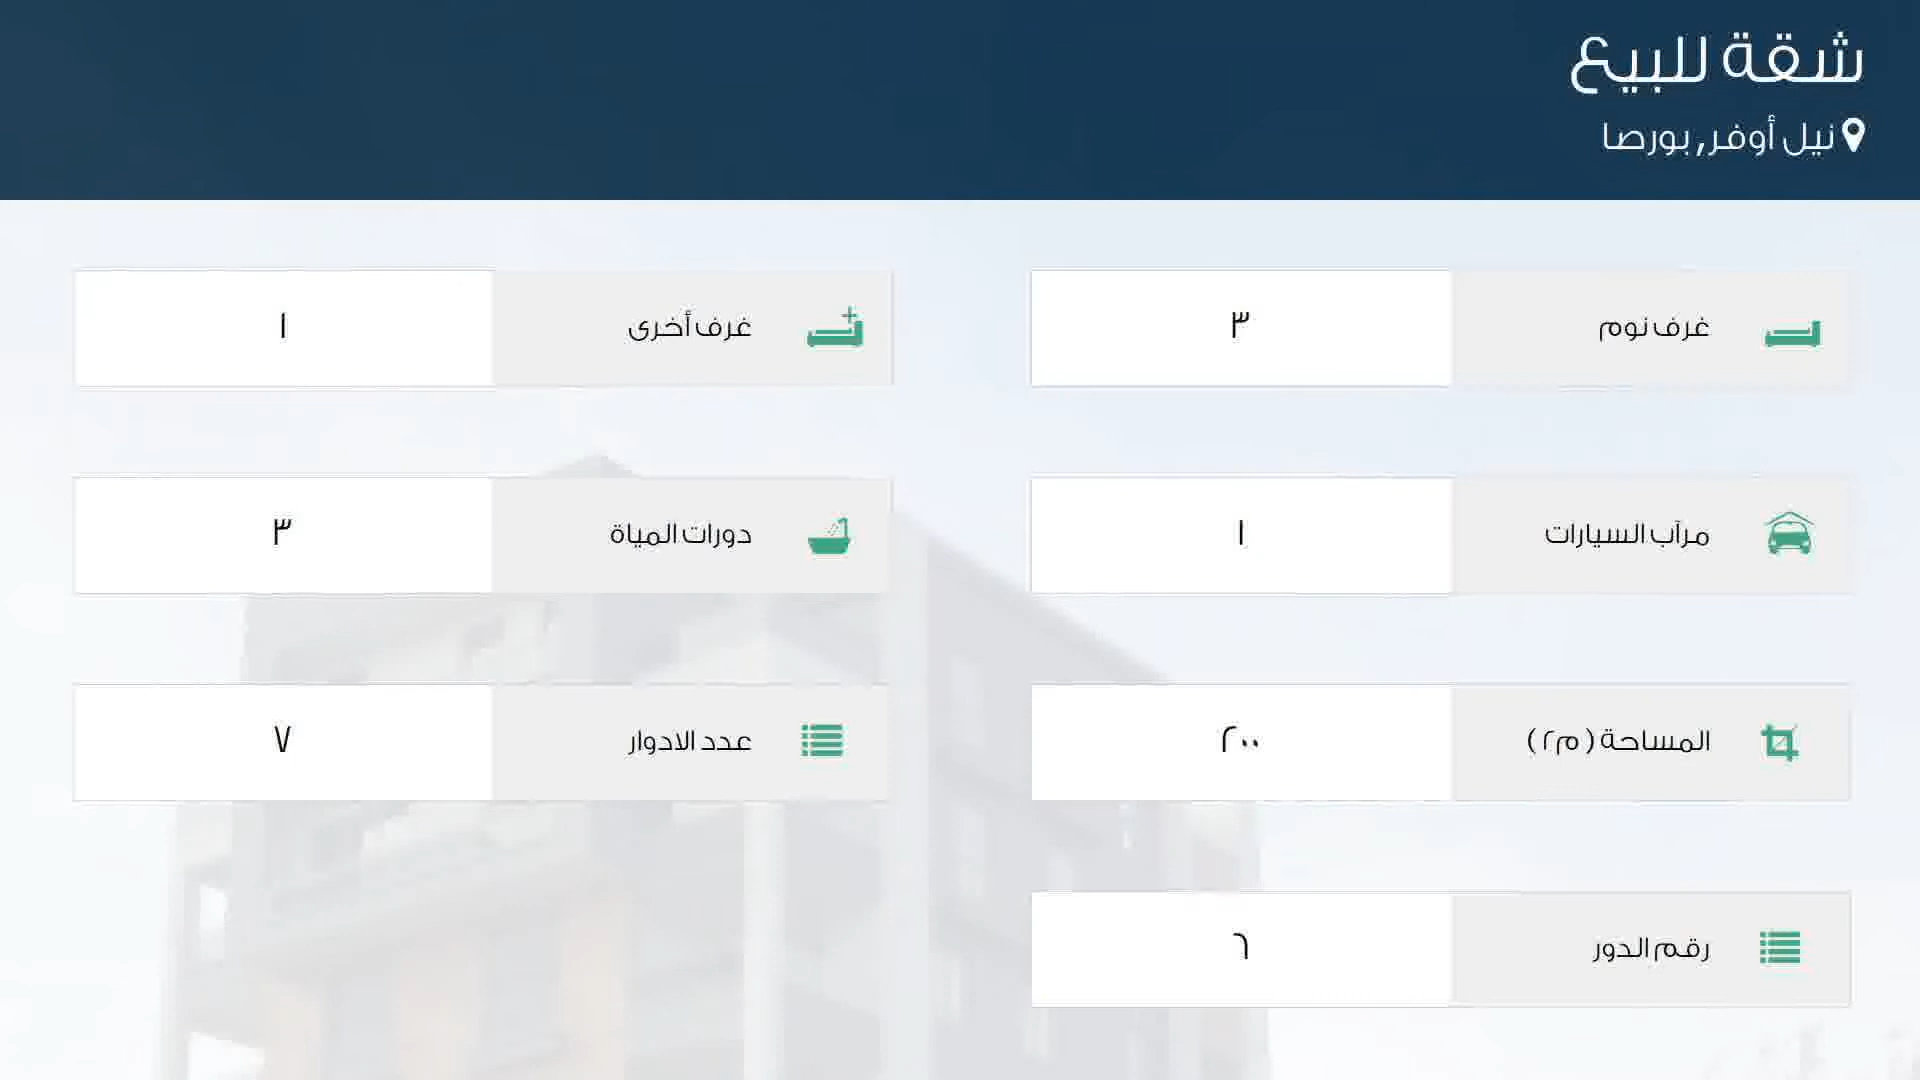 شقة للبيع
نيل أوفر, بورصا
غرف نوم ٣
غرف أخرى ١
مرآب السيارات ١
دورات المياة ٣
المساحة ( م٢ ) ٢٠٠
عدد الادوار ٧
رقم الدور ٦